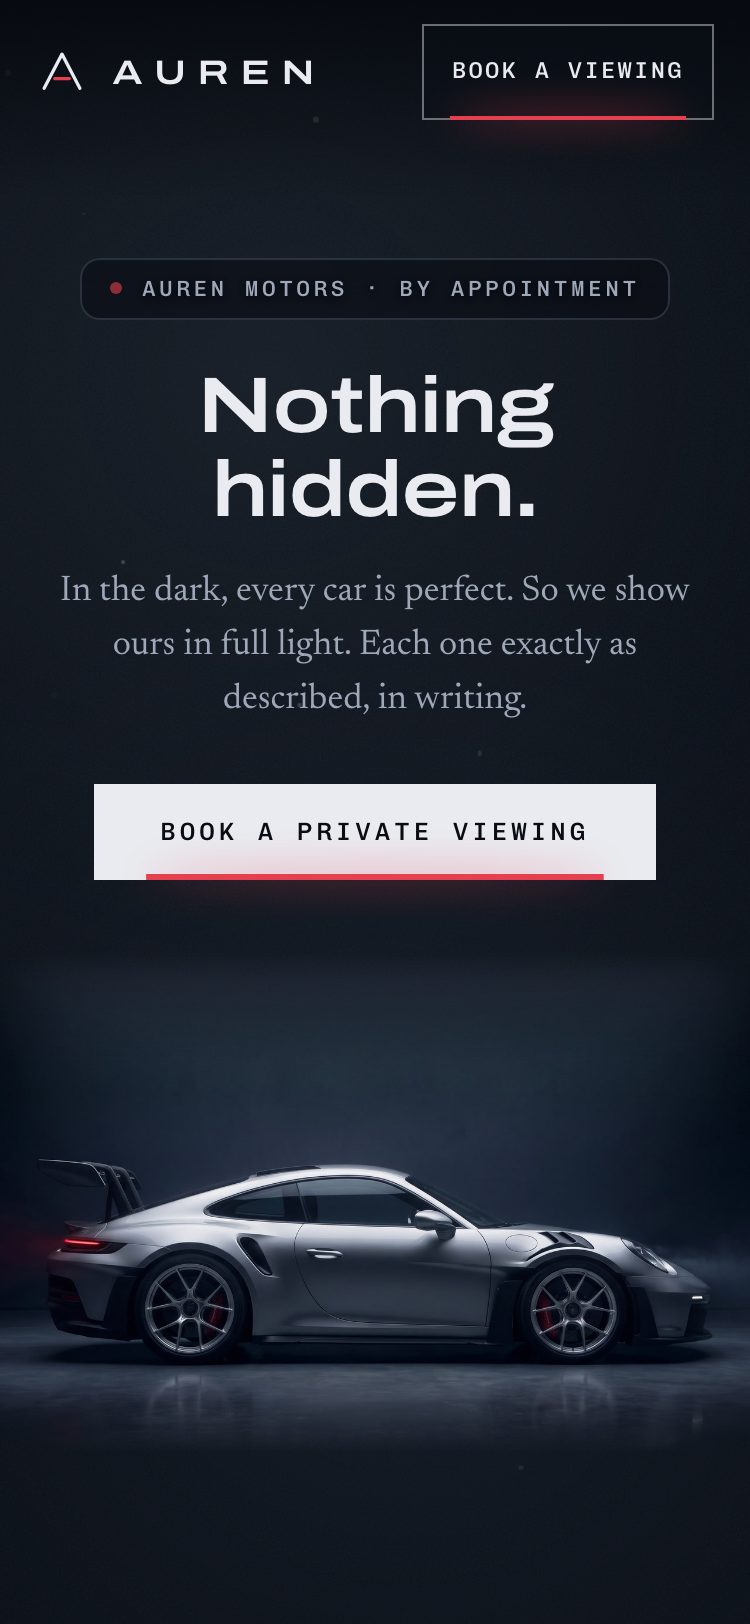 AUREN
BOOK A VIEWING
AUREN MOTORS · BY APPOINTMENT
Nothing
hidden.
In the dark, every car is perfect. So we show
ours in full light. Each one exactly as
described, in writing.
BOOK A PRIVATE VIEWING